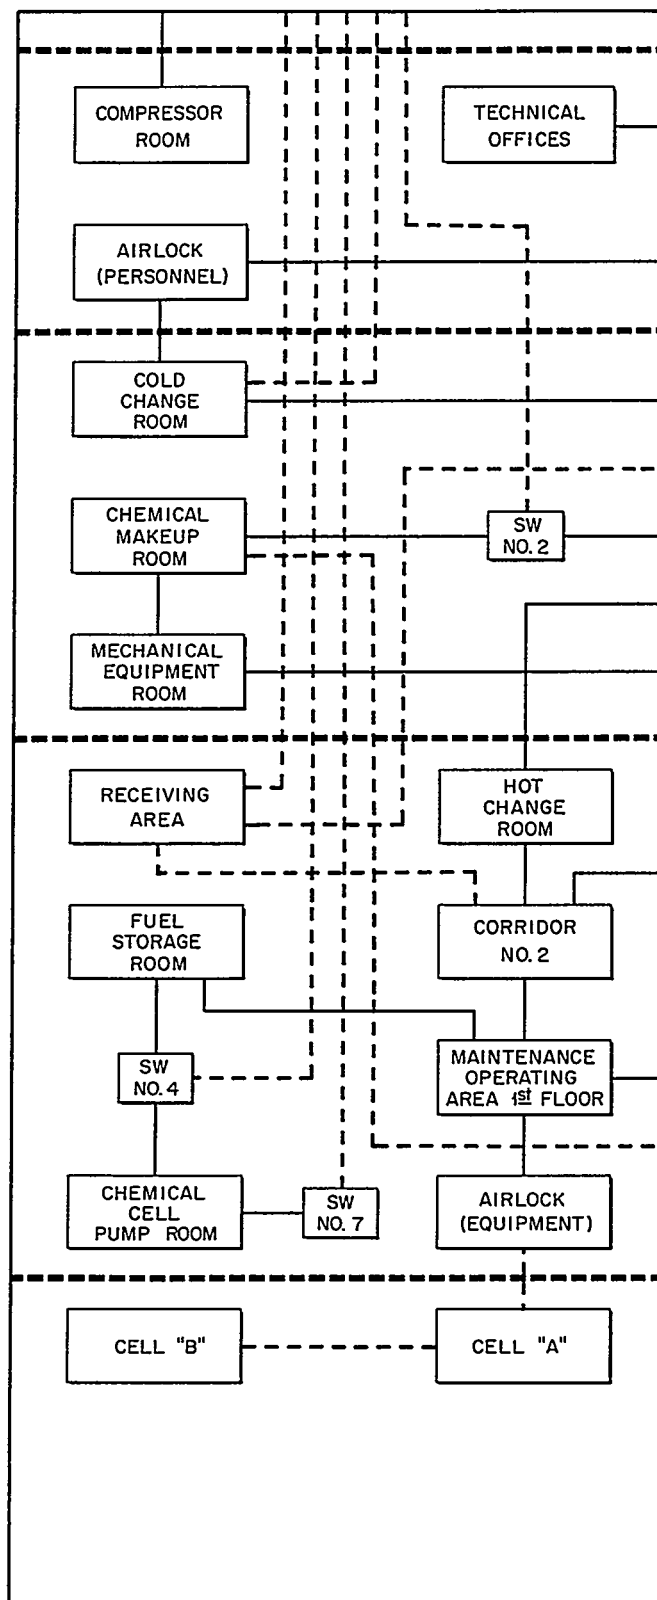 COMPRESSOR
ROOM
TECHNICAL
OFFICES
AIRLOCK
(PERSONNEL)
COLD
CHANGE
ROOM
CHEMICAL
MAKEUP
ROOM
SW
NO. 2
MECHANICAL
EQUIPMENT
ROOM
RECEIVING
AREA
HOT
CHANGE
ROOM
FUEL
STORAGE
ROOM
CORRIDOR
NO. 2
SW
NO. 4
MAINTENANCE
OPERATING
AREA 1st FLOOR
CHEMICAL
CELL
PUMP ROOM
SW
NO. 7
AIRLOCK
(EQUIPMENT)
CELL "B"
CELL "A"